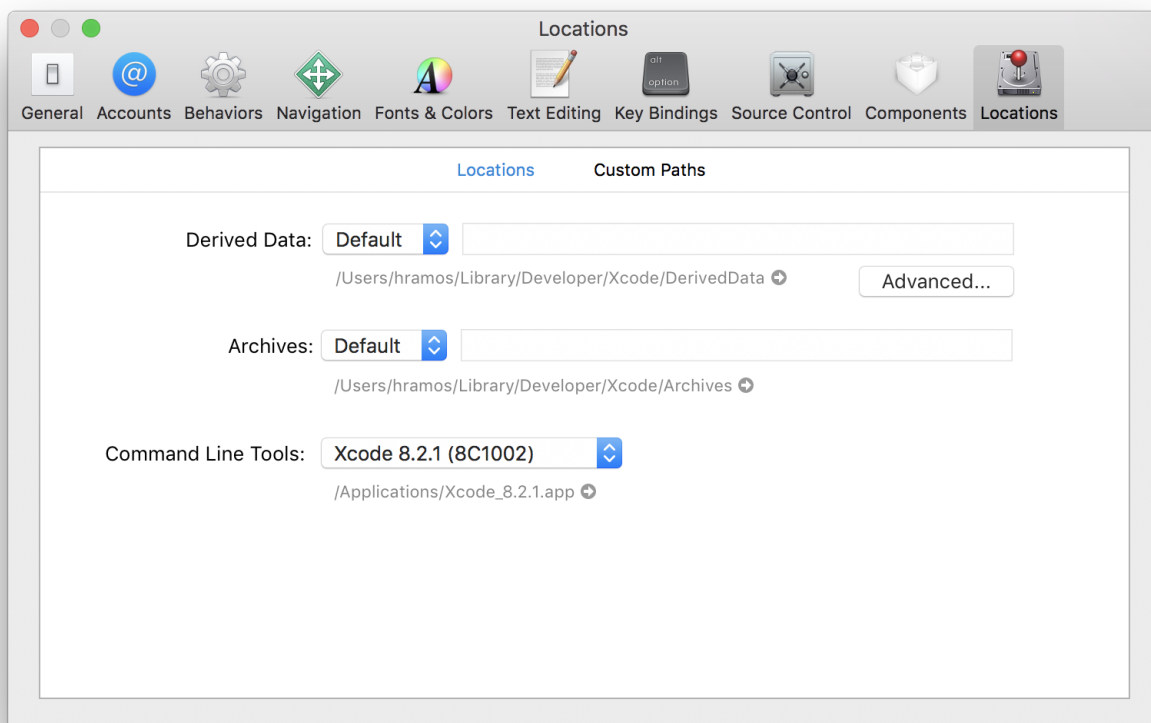 Locations
General Accounts Behaviors Navigation Fonts & Colors Text Editing alt option Key Bindings Source Control Components Locations
Locations Custom Paths
Derived Data: Default
/Users/hramos/Library/Developer/Xcode/DerivedData Advanced...
Archives: Default
/Users/hramos/Library/Developer/Xcode/Archives
Command Line Tools: Xcode 8.2.1 (8C1002)
/Applications/Xcode_8.2.1.app